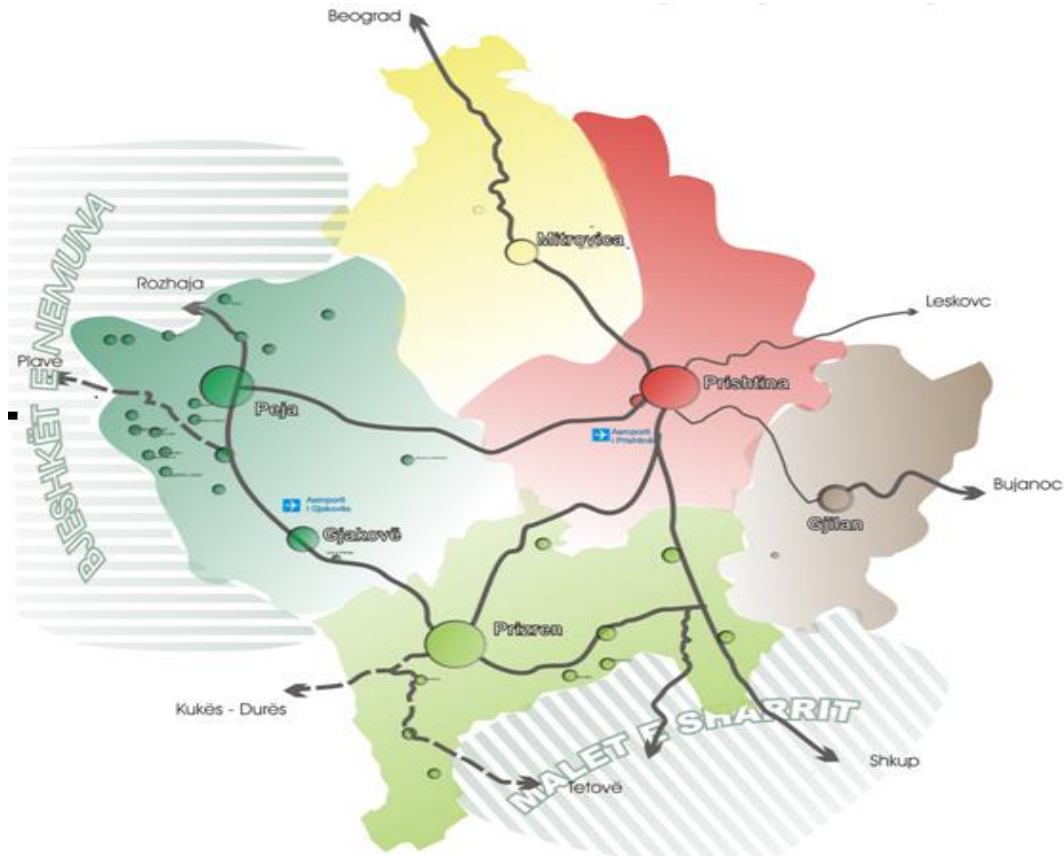 Beograd
Mitrovica
Rozhaja
Leskovc
BJESHKËT E NEMUNA
Plavë
Peja
Prishtina
Aeroporti
i Prishtinës
Bujanoc
Gjilan
Aeroporti
i Gjakovës
Gjakovë
Prizren
Kukës - Durës
MALET E SHARRIT
Shkup
Tetovë